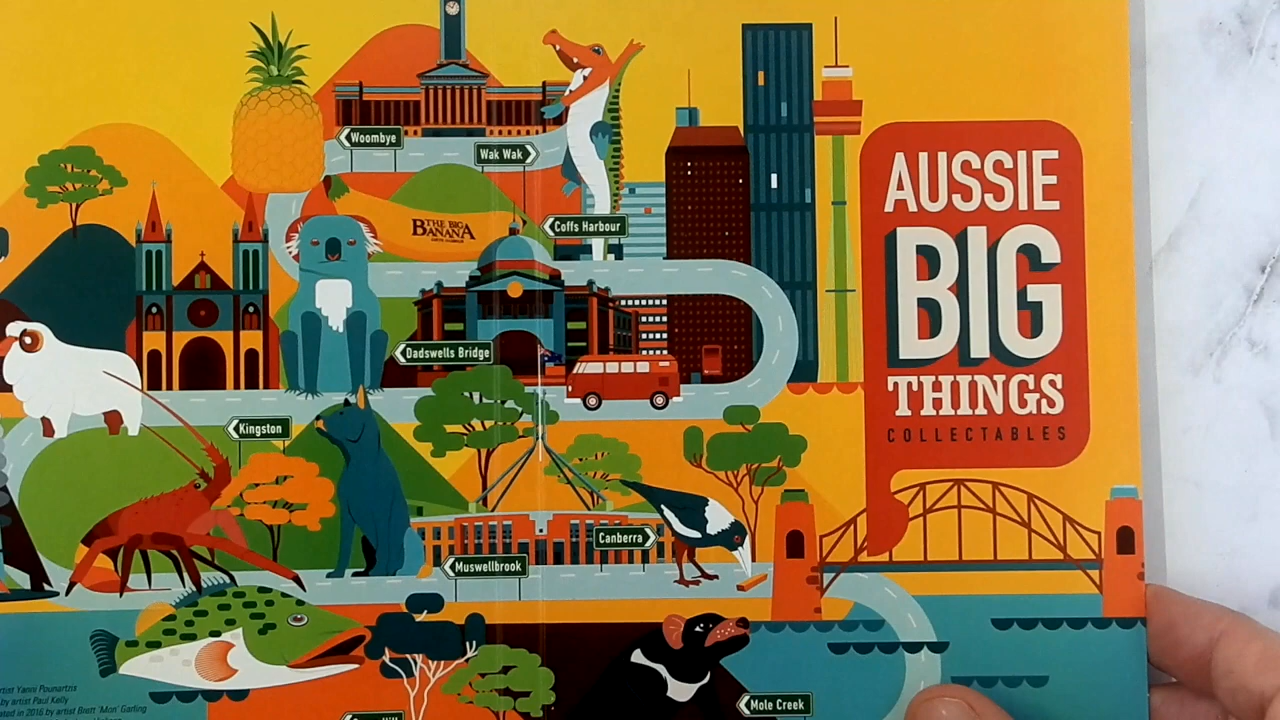 Woombye
Wak Wak
Coffs Harbour
THE BIG
BANANA
AUSSIE
BIG
THINGS
COLLECTABLES
Dadswells Bridge
Kingston
Canberra
Muswellbrook
Mole Creek
artist Yanni Pounartzis
by artist Paul Kelly
ated in 2016 by artist Brett 'Mon' Garling